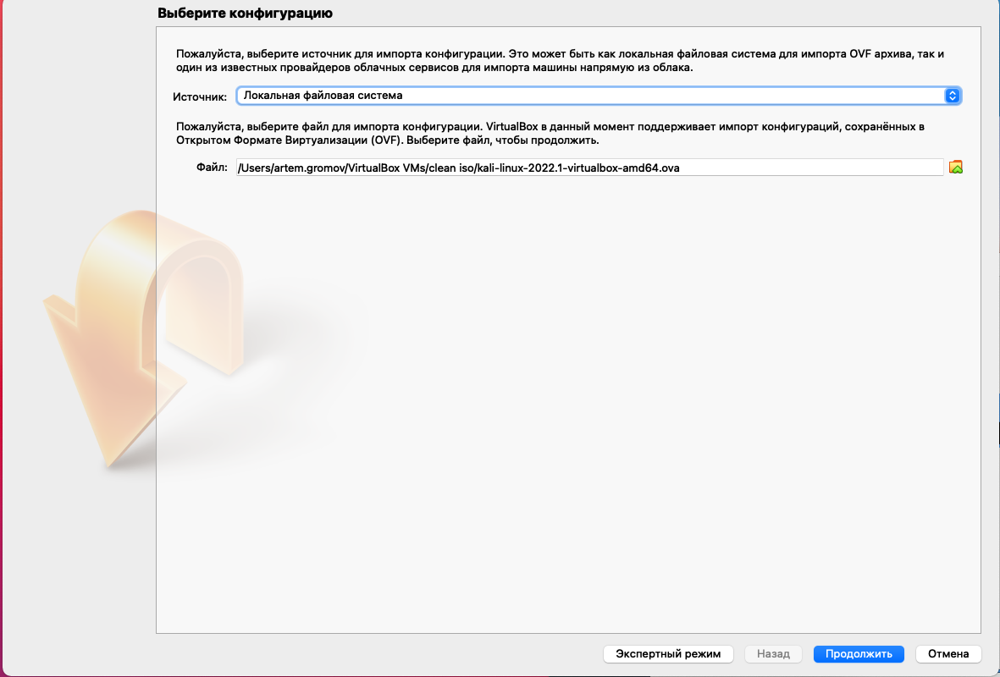 Выберите конфигурацию
Пожалуйста, выберите источник для импорта конфигурации. Это может быть как локальная файловая система для импорта OVF архива, так и
один из известных провайдеров облачных сервисов для импорта машины напрямую из облака.
Источник: Локальная файловая система
Пожалуйста, выберите файл для импорта конфигурации. VirtualBox в данный момент поддерживает импорт конфигураций, сохранённых в
Открытом Формате Виртуализации (OVF). Выберите файл, чтобы продолжить.
Файл: /Users/artem.gromov/VirtualBox VMs/clean iso/kali-linux-2022.1-virtualbox-amd64.ova
Экспертный режим Назад Продолжить Отмена